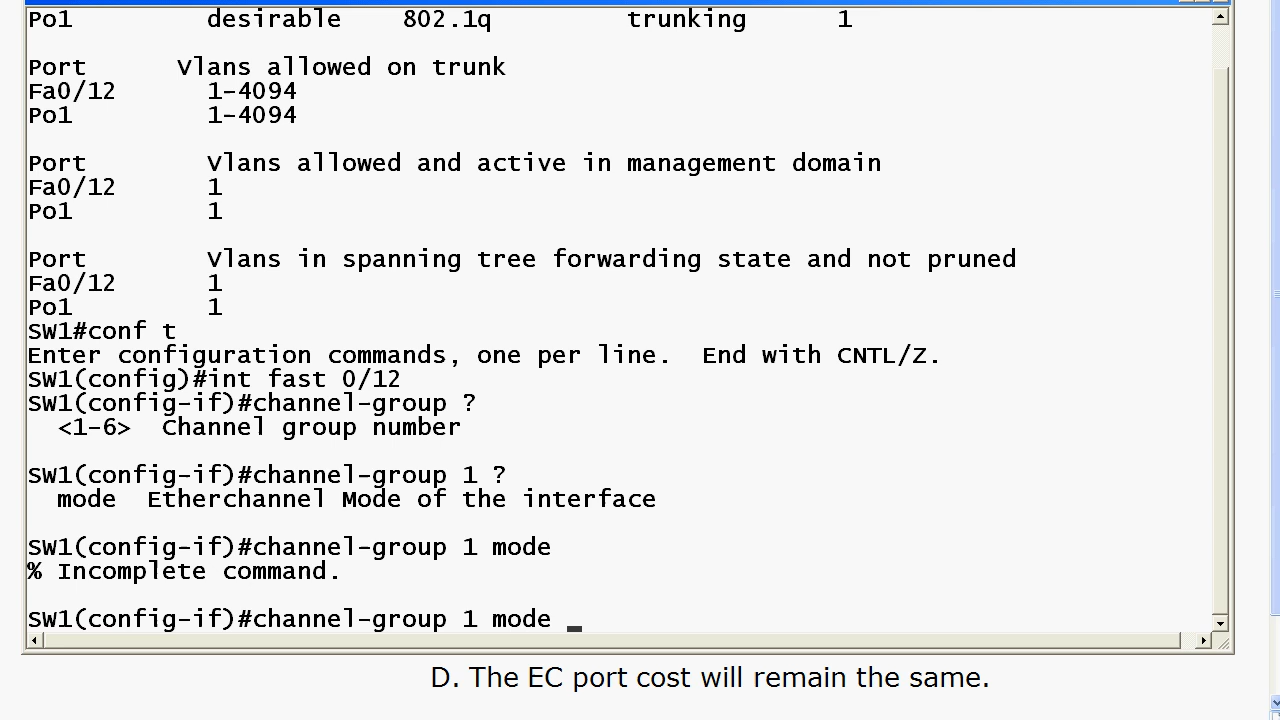 Po1 desirable 802.1q trunking 1
Port Vlans allowed on trunk
Fa0/12 1-4094
Po1 1-4094
Port Vlans allowed and active in management domain
Fa0/12 1
Po1 1
Port Vlans in spanning tree forwarding state and not pruned
Fa0/12 1
Po1 1
SW1#conf t
Enter configuration commands, one per line. End with CNTL/Z.
SW1(config)#int fast 0/12
SW1(config-if)#channel-group ?
<1-6> Channel group number
SW1(config-if)#channel-group 1 ?
mode Etherchannel Mode of the interface
SW1(config-if)#channel-group 1 mode
% Incomplete command.
SW1(config-if)#channel-group 1 mode _
D. The EC port cost will remain the same.